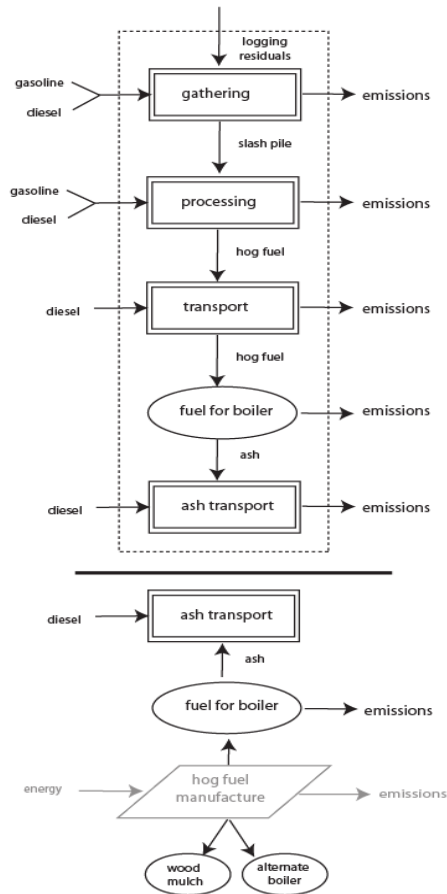 logging
residuals
gasoline
diesel
gathering
emissions
slash pile
gasoline
diesel
processing
emissions
hog fuel
diesel
transport
emissions
hog fuel
fuel for boiler
emissions
ash
diesel
ash transport
emissions
diesel
ash transport
ash
fuel for boiler
emissions
energy
hog fuel
manufacture
emissions
wood
mulch
alternate
boiler